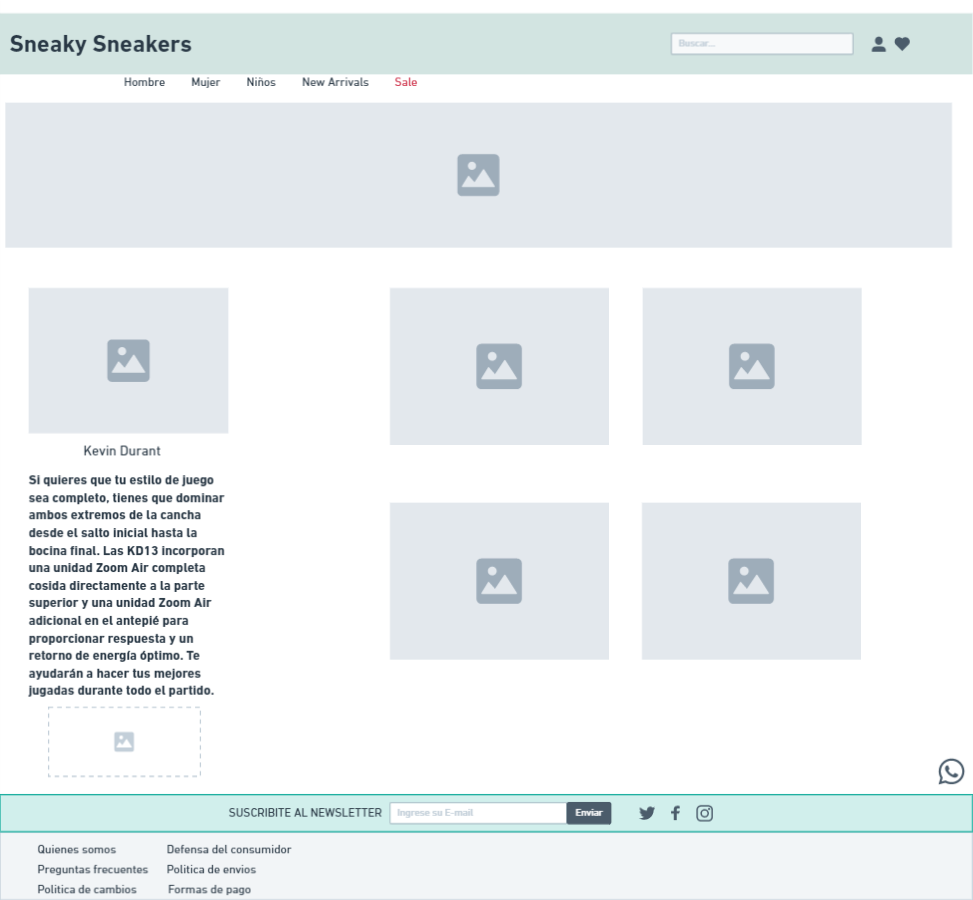 Sneaky Sneakers
Buscar...
Hombre Mujer Niños New Arrivals Sale
Kevin Durant
Si quieres que tu estilo de juego
sea completo, tienes que dominar
ambos extremos de la cancha
desde el salto inicial hasta la
bocina final. Las KD13 incorporan
una unidad Zoom Air completa
cosida directamente a la parte
superior y una unidad Zoom Air
adicional en el antepié para
proporcionar respuesta y un
retorno de energía óptimo. Te
ayudarán a hacer tus mejores
jugadas durante todo el partido.
SUSCRIBITE AL NEWSLETTER Ingrese su E-mail Enviar
Quienes somos Defensa del consumidor
Preguntas frecuentes Politica de envios
Politica de cambios Formas de pago